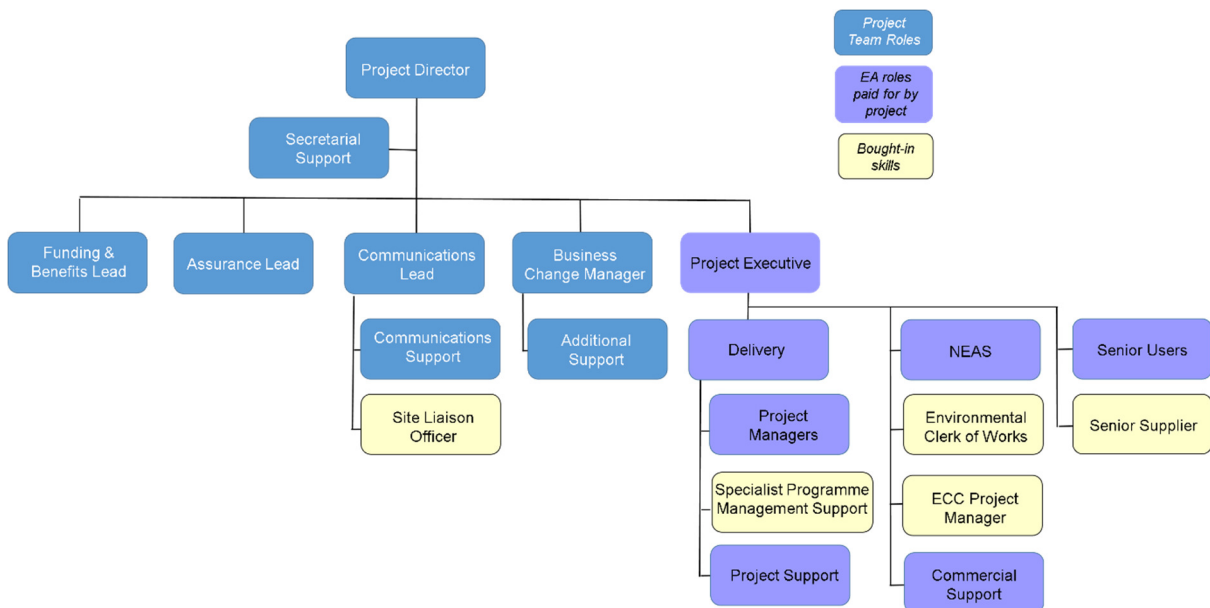 Project
Team Roles
Project Director
EA roles
paid for by
project
Secretarial
Support
Bought-in
skills
Funding &
Benefits Lead
Assurance Lead
Communications
Lead
Business
Change Manager
Project Executive
Communications
Support
Additional
Support
Delivery
NEAS
Senior Users
Site Liaison
Officer
Project
Managers
Environmental
Clerk of Works
Senior Supplier
Specialist Programme
Management Support
ECC Project
Manager
Project Support
Commercial
Support